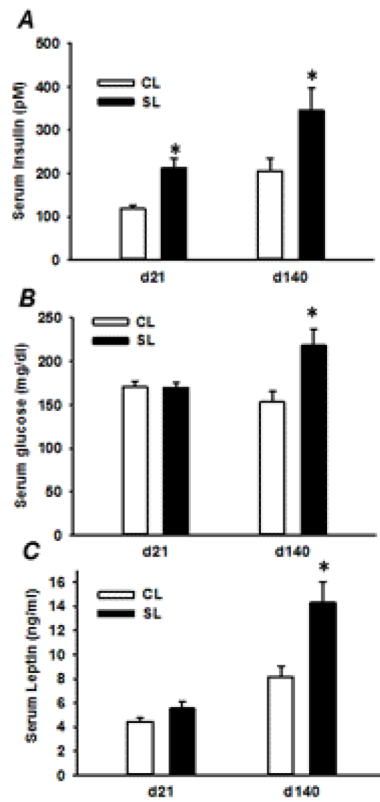 A
Serum Insulin (pM)
500
400
300
200
100
0
CL
SL
*
*
d21
d140
B
Serum glucose (mg/dl)
250
200
150
100
50
0
CL
SL
*
d21
d140
C
Serum Leptin (ng/ml)
16
14
12
10
8
6
4
2
0
CL
SL
*
d21
d140